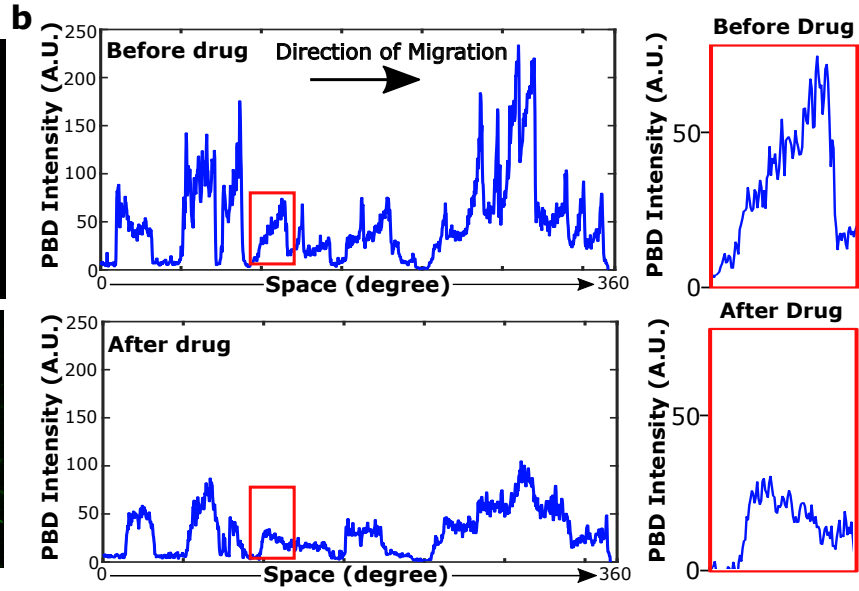 b
Before drug
Direction of Migration
PBD Intensity (A.U.)
250
200
150
100
50
0
0
Space (degree)
360
Before Drug
PBD Intensity (A.U.)
50
0
After drug
PBD Intensity (A.U.)
250
200
150
100
50
0
0
Space (degree)
360
After Drug
PBD Intensity (A.U.)
50
0